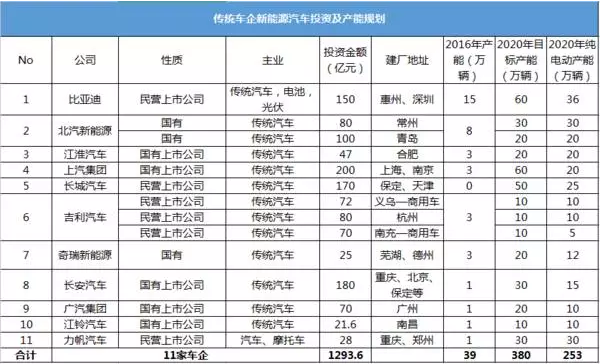 传统车企新能源汽车投资及产能规划
No 公司 性质 主业 投资金额（亿元） 建厂地址 2016年产能（万辆） 2020年目标产能（万辆） 2020年纯电动产能（万辆）
1 比亚迪 民营上市公司 传统汽车，电池，光伏 150 惠州、深圳 15 60 36
2 北汽新能源 国有 传统汽车 80 常州 8 30 30
国有 传统汽车 100 青岛 20 20
3 江淮汽车 国有上市公司 传统汽车 47 合肥 3 20 20
4 上汽集团 国有上市公司 传统汽车 200 上海、南京 3 60 20
5 长城汽车 民营上市公司 传统汽车 170 保定、天津 0 50 25
6 吉利汽车 民营上市公司 传统汽车 72 义乌—商用车 3 10 10
民营上市公司 传统汽车 80 杭州 10 10
民营上市公司 传统汽车 70 南充—商用车 10 5
7 奇瑞新能源 国有 传统汽车 25 芜湖、德州 3 20 12
8 长安汽车 国有上市公司 传统汽车 180 重庆、北京、保定等 1 30 15
9 广汽集团 国有上市公司 传统汽车 70 广州 1 20 10
10 江铃汽车 国有上市公司 传统汽车 21.6 南昌 1 10 10
11 力帆汽车 民营上市公司 汽车、摩托车 28 重庆、郑州 1 30 30
合计 11家车企 1293.6 39 380 253